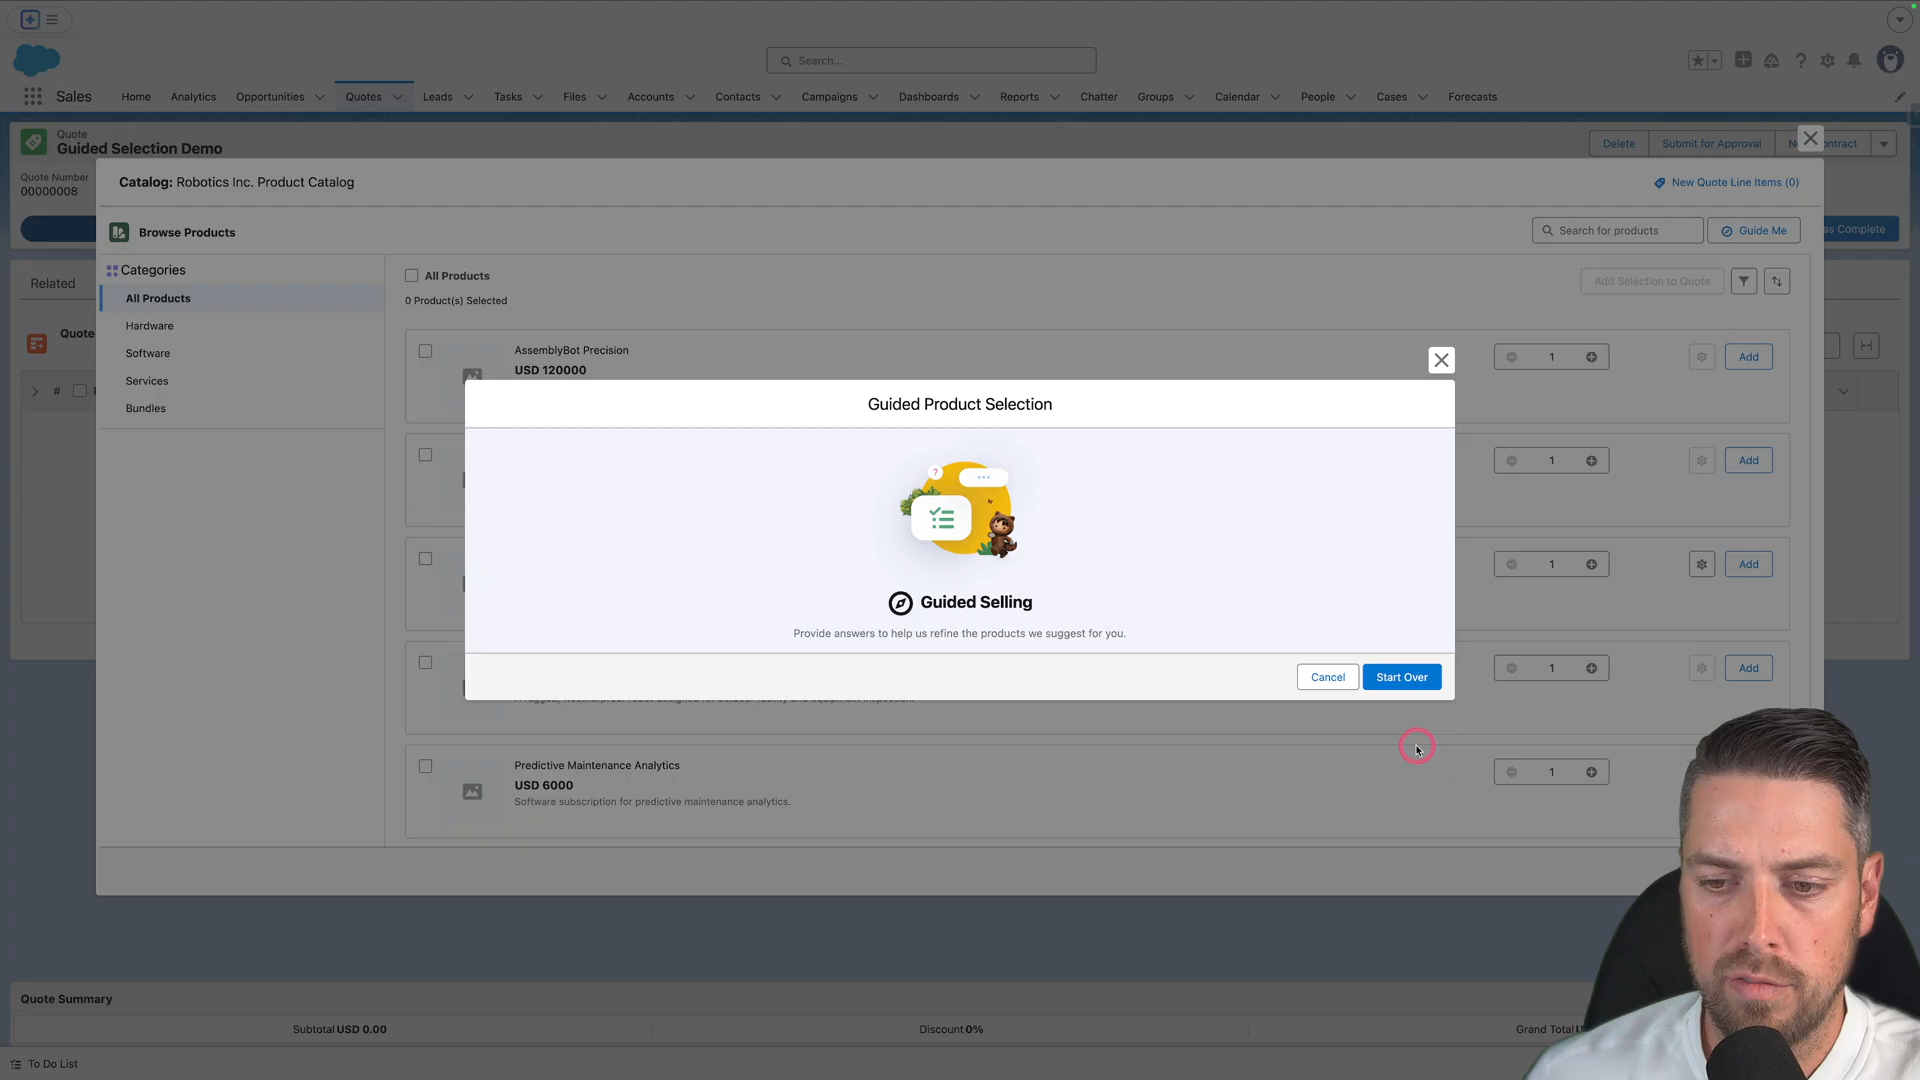 Search...
Sales
Home
Analytics
Opportunities
Quotes
Leads
Tasks
Files
Accounts
Contacts
Campaigns
Dashboards
Reports
Chatter
Groups
Calendar
People
Cases
Forecasts
Quote
Guided Selection Demo
Delete
Submit for Approval
Quote Number
00000008
as Complete
Catalog: Robotics Inc. Product Catalog
New Quote Line Items (0)
Browse Products
Search for products
Guide Me
Related
Quote
#
Categories
All Products
Hardware
Software
Services
Bundles
All Products
0 Product(s) Selected
Add Selection to Quote
AssemblyBot Precision
USD 120000
1
Add
1
Add
1
Add
1
Add
Guided Product Selection
?
Guided Selling
Provide answers to help us refine the products we suggest for you.
Cancel
Start Over
Predictive Maintenance Analytics
USD 6000
Software subscription for predictive maintenance analytics.
1
Quote Summary
Subtotal USD 0.00
Discount 0%
Grand Total
To Do List